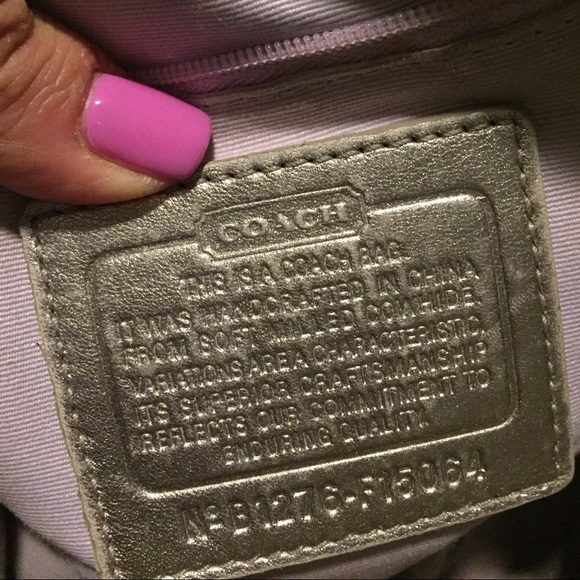 COACH
THIS IS A COACH BAG.
IT WAS HANDCRAFTED IN CHINA
FROM SOFT MILLED COWHIDE.
VARIATIONS ARE A CHARACTERISTIC.
ITS SUPERIOR CRAFTSMANSHIP
REFLECTS OUR COMMITMENT TO
ENDURING QUALITY.
No B1276-F15064